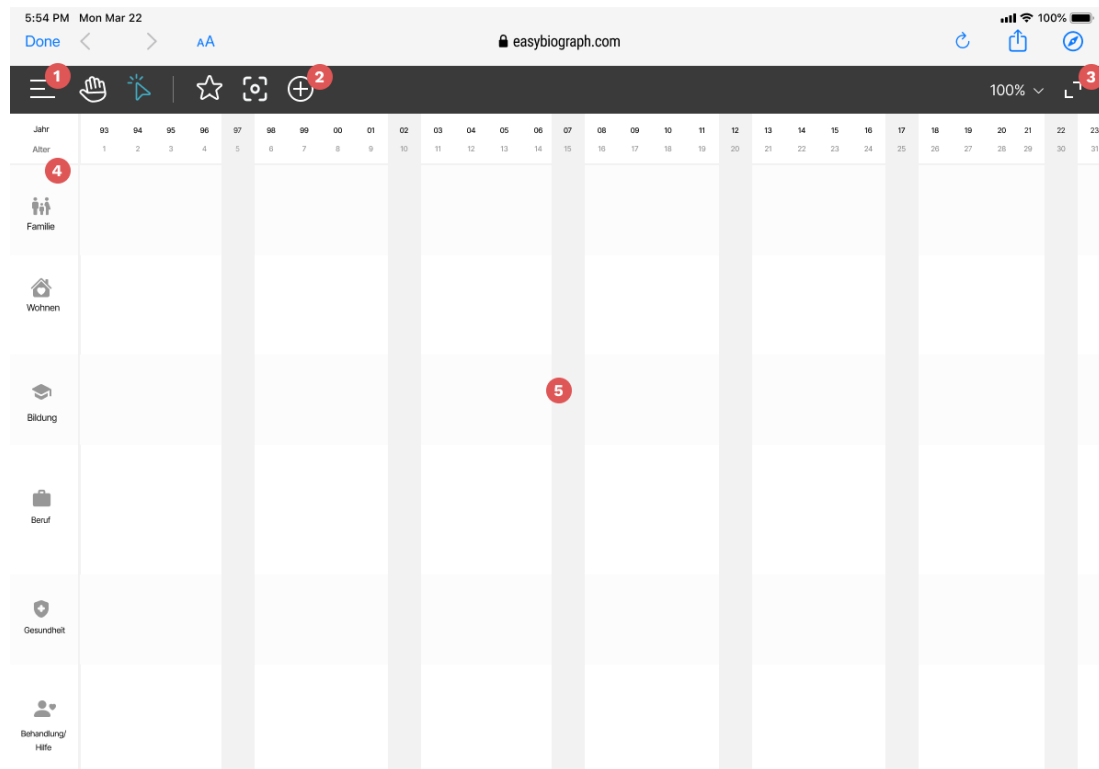 5:54 PM Mon Mar 22 100%
Done AA easybiograph.com
1 2 100% 3
Jahr 93 94 95 96 97 98 99 00 01 02 03 04 05 06 07 08 09 10 11 12 13 14 15 16 17 18 19 20 21 22 23
Alter 1 2 3 4 5 6 7 8 9 10 11 12 13 14 15 16 17 18 19 20 21 22 23 24 25 26 27 28 29 30 31
4
Familie
Wohnen
5
Bildung
Beruf
Gesundheit
Behandlung/
Hilfe